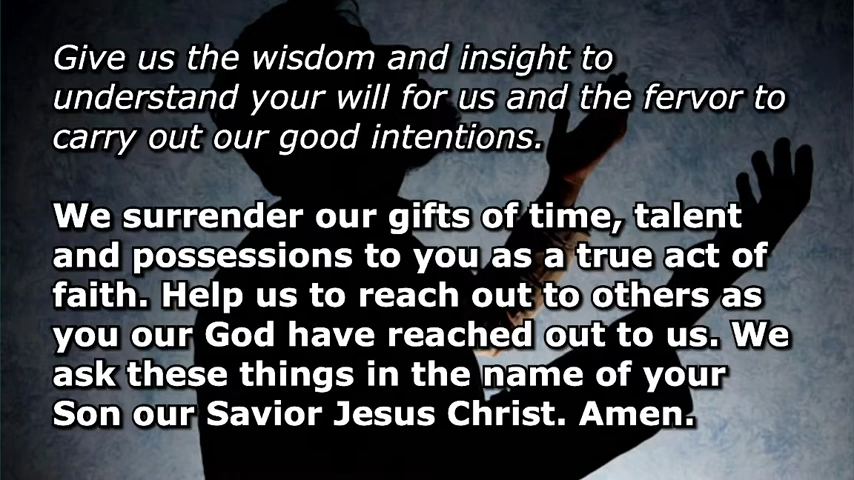 Give us the wisdom and insight to
understand your will for us and the fervor to
carry out our good intentions.
We surrender our gifts of time, talent
and possessions to you as a true act of
faith. Help us to reach out to others as
you our God have reached out to us. We
ask these things in the name of your
Son our Savior Jesus Christ. Amen.